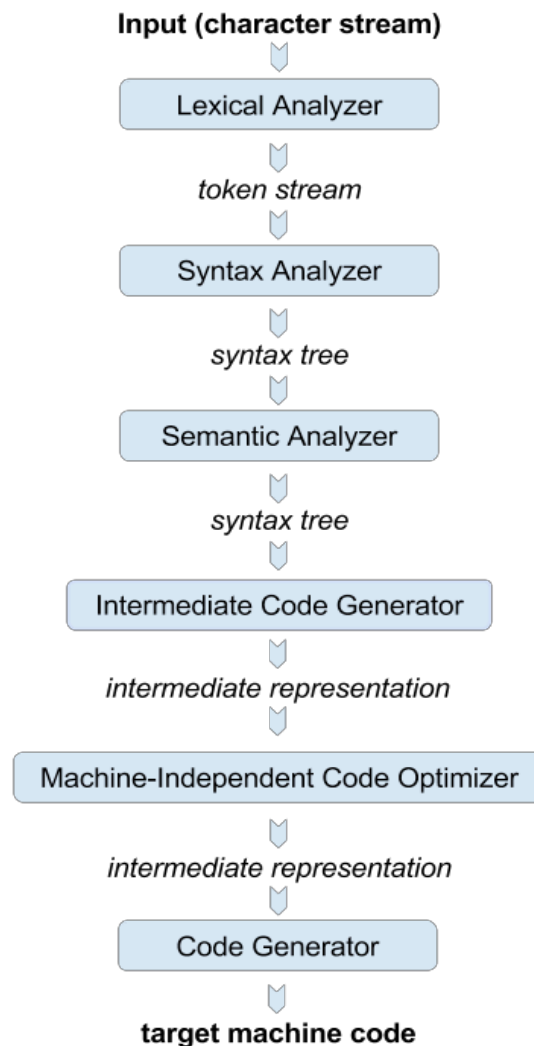 Input (character stream)
Lexical Analyzer
token stream
Syntax Analyzer
syntax tree
Semantic Analyzer
syntax tree
Intermediate Code Generator
intermediate representation
Machine-Independent Code Optimizer
intermediate representation
Code Generator
target machine code